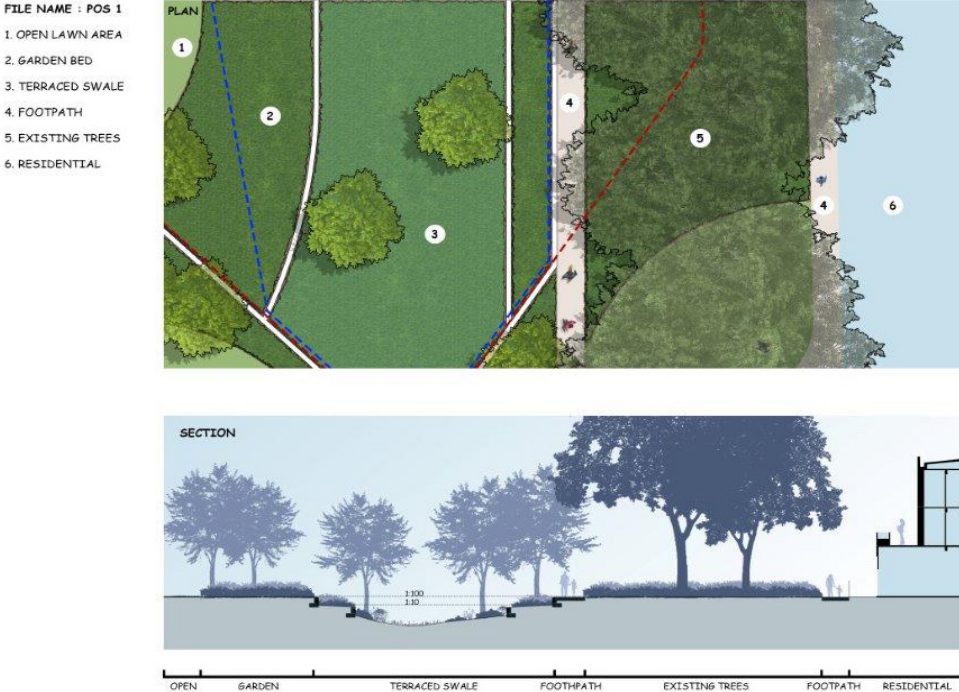 FILE NAME : POS 1
1. OPEN LAWN AREA
2. GARDEN BED
3. TERRACED SWALE
4. FOOTPATH
5. EXISTING TREES
6. RESIDENTIAL
PLAN
1
2
3
4
5
4
6
SECTION
1:100
1:10
OPEN
GARDEN
TERRACED SWALE
FOOTHPATH
EXISTING TREES
FOOTPATH
RESIDENTIAL